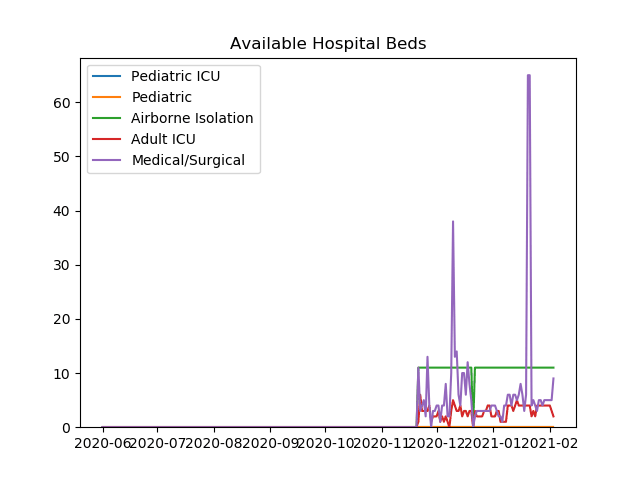 Available Hospital Beds
Pediatric ICU
Pediatric
Airborne Isolation
Adult ICU
Medical/Surgical
60
50
40
30
20
10
0
2020-06 2020-07 2020-08 2020-09 2020-10 2020-11 2020-12 2021-01 2021-02